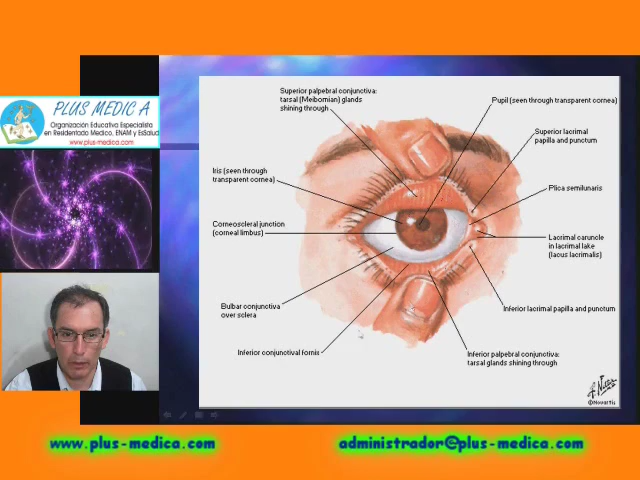 PLUS MEDIC A
Organización Educativa Especialista
en Residentado Medico, ENAM y EsSalud
www.plus-medica.com
Superior palpebral conjunctiva:
tarsal (Meibomian) glands
shining through
Pupil (seen through transparent cornea)
Superior lacrimal
papilla and punctum
Iris (seen through
transparent cornea)
Plica semilunaris
Corneoscleral junction
(corneal limbus)
Lacrimal caruncle
in lacrimal lake
(lacus lacrimalis)
Bulbar conjunctiva
over sclera
Inferior lacrimal papilla and punctum
Inferior conjunctival fornix
Inferior palpebral conjunctiva:
tarsal glands shining through
F. Netter
©Novartis
www.plus-medica.com
administrador@plus-medica.com